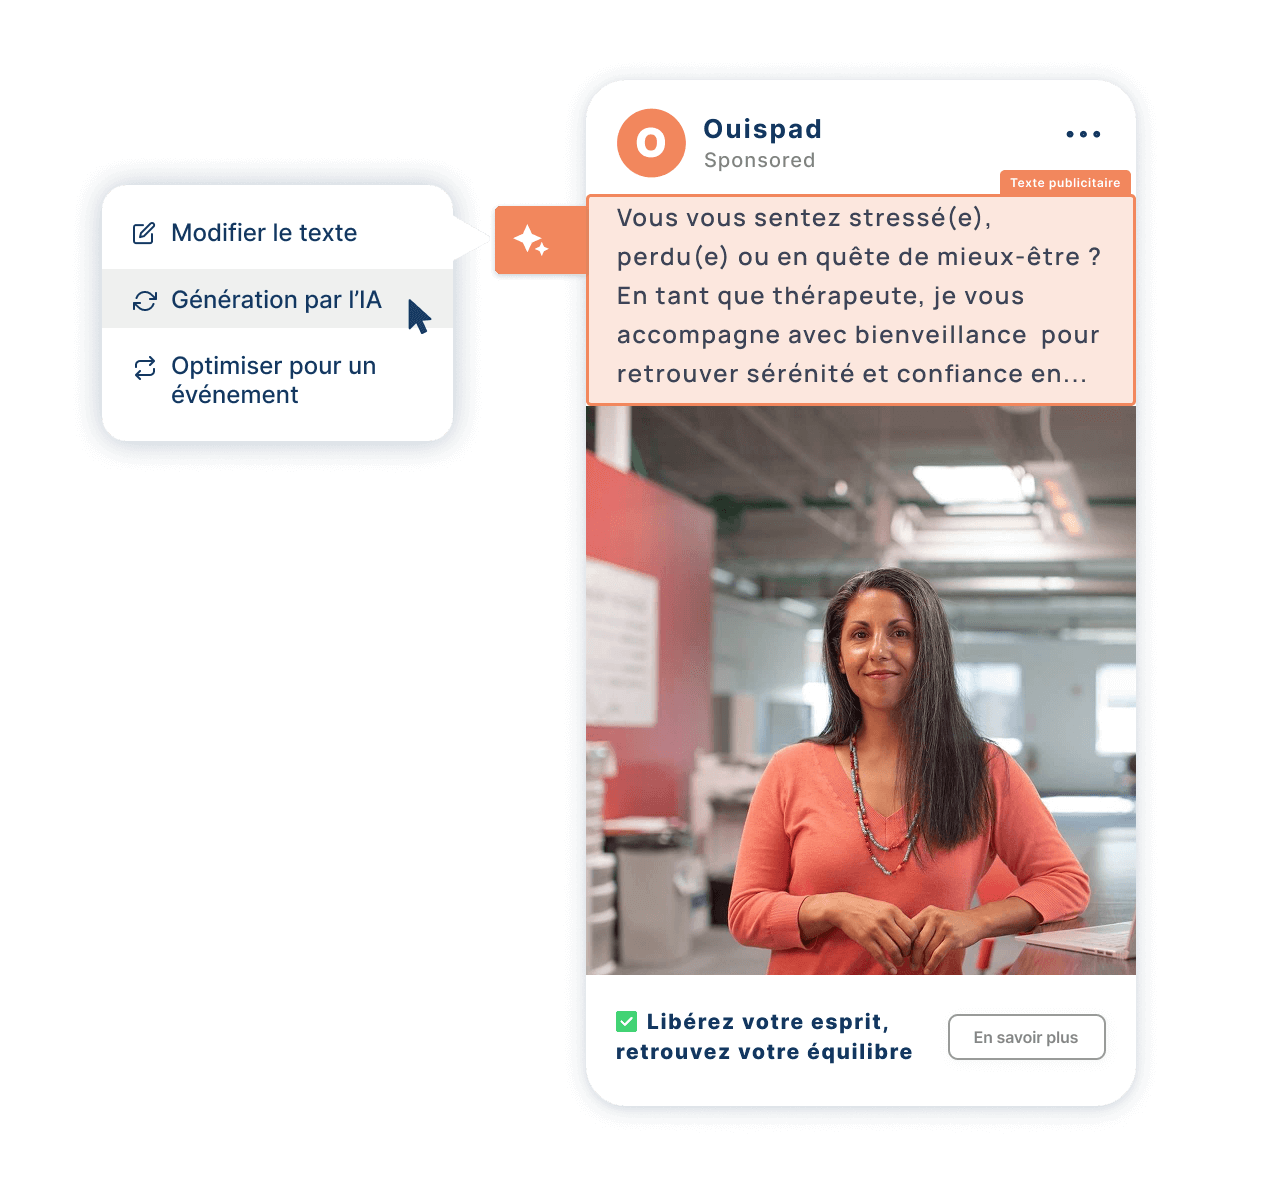 Modifier le texte
Génération par l’IA
Optimiser pour un
événement
O
Ouispad
Sponsored
Texte publicitaire
Vous vous sentez stressé(e),
perdu(e) ou en quête de mieux-être ?
En tant que thérapeute, je vous
accompagne avec bienveillance  pour
retrouver sérénité et confiance en...
Libérez votre esprit,
retrouvez votre équilibre
En savoir plus